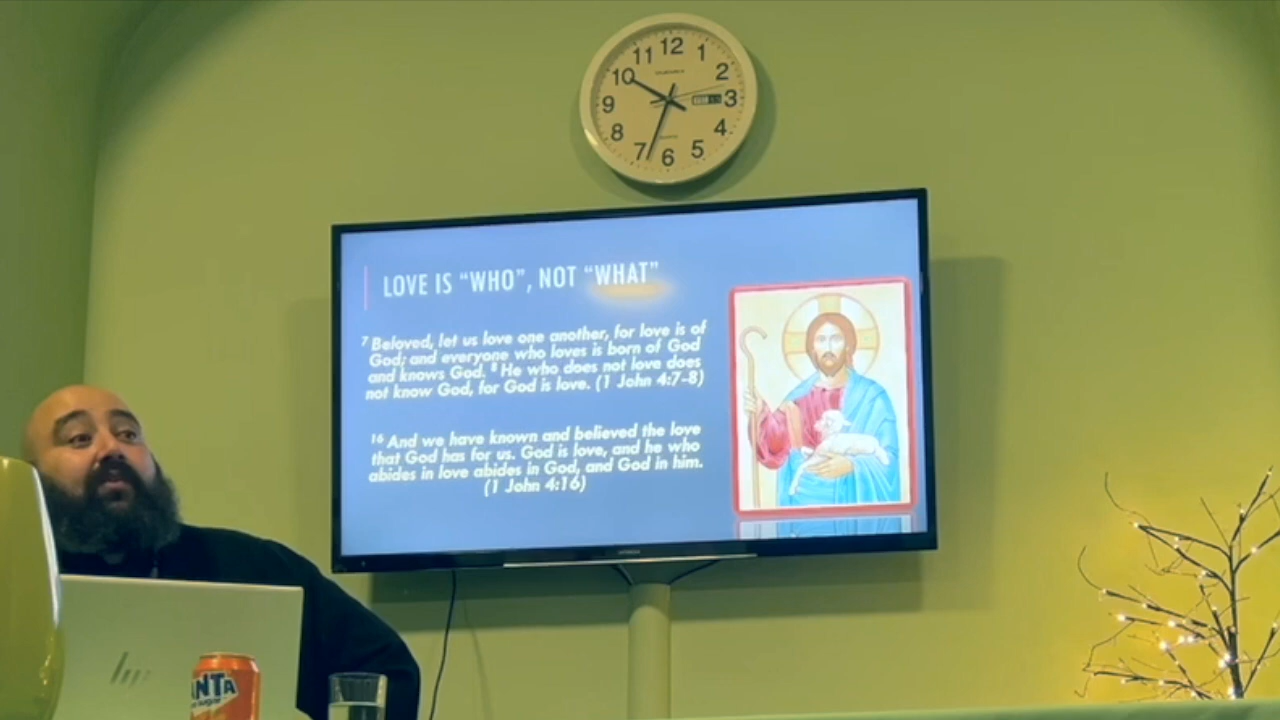 12
11
1
10
2
9
3
8
4
7
5
6
LOVE IS “WHO”, NOT “WHAT”
7 Beloved, let us love one another, for love is of
God; and everyone who loves is born of God
and knows God. 8 He who does not love does
not know God, for God is love. (1 John 4:7-8)
16 And we have known and believed the love
that God has for us. God is love, and he who
abides in love abides in God, and God in him.
(1 John 4:16)
HITACHI
hp
ANTA